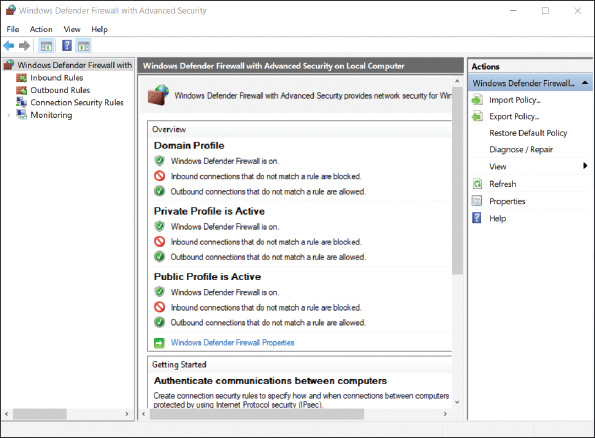 Windows Defender Firewall with Advanced Security
File Action View Help
Windows Defender Firewall with
Inbound Rules
Outbound Rules
Connection Security Rules
Monitoring
Windows Defender Firewall with Advanced Security on Local Computer
Windows Defender Firewall with Advanced Security provides network security for Win
Overview
Domain Profile
Windows Defender Firewall is on.
Inbound connections that do not match a rule are blocked.
Outbound connections that do not match a rule are allowed.
Private Profile is Active
Windows Defender Firewall is on.
Inbound connections that do not match a rule are blocked.
Outbound connections that do not match a rule are allowed.
Public Profile is Active
Windows Defender Firewall is on.
Inbound connections that do not match a rule are blocked.
Outbound connections that do not match a rule are allowed.
Windows Defender Firewall Properties
Getting Started
Authenticate communications between computers
Create connection security rules to specify how and when connections between computers
protected by using Internet Protocol security (IPsec).
Actions
Windows Defender Firewall...
Import Policy...
Export Policy...
Restore Default Policy
Diagnose / Repair
View
Refresh
Properties
Help